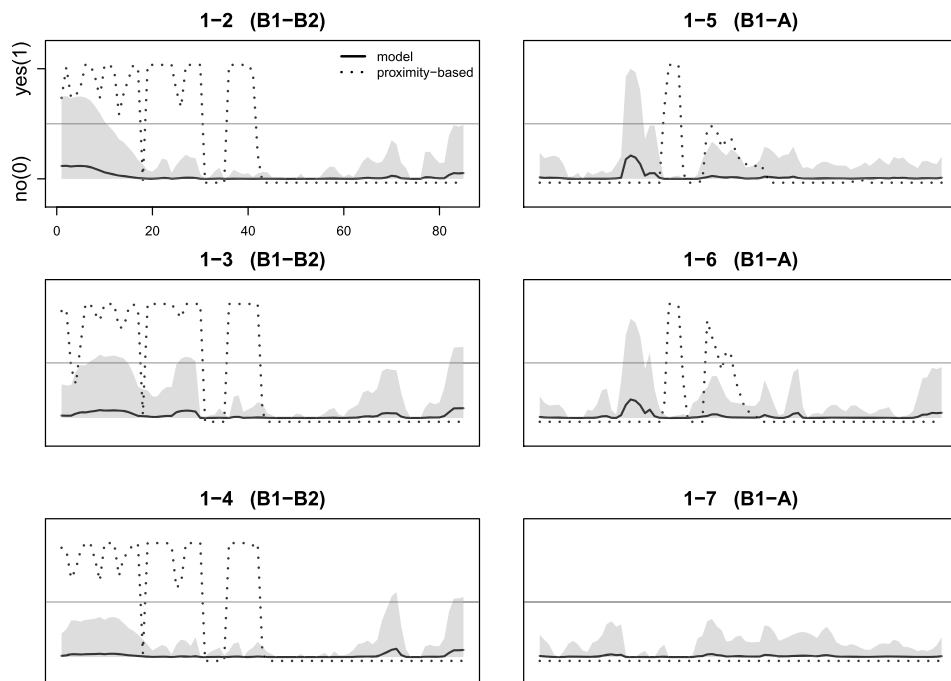 1−2 (B1−B2)
1−5 (B1−A)
yes(1)
no(0)
model
proximity−based
0 20 40 60 80
1−3 (B1−B2)
1−6 (B1−A)
1−4 (B1−B2)
1−7 (B1−A)